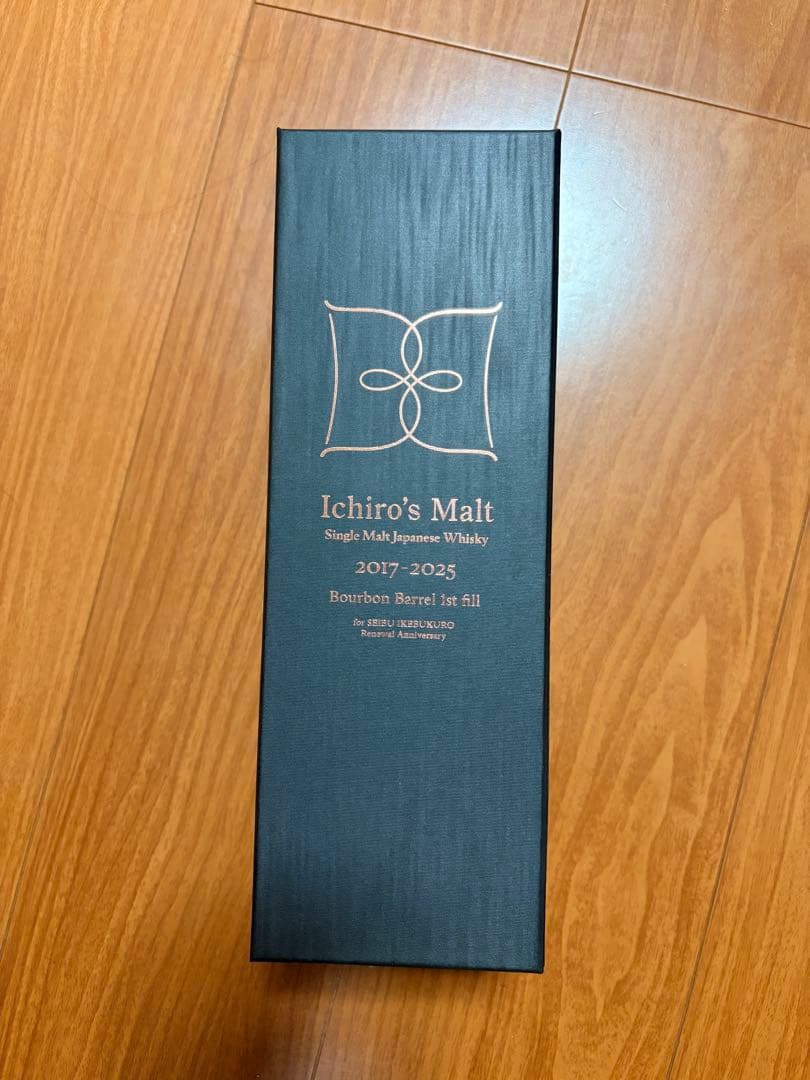 Ichiro's Malt
Single Malt Japanese Whisky
2017-2025
Bourbon Barrel 1st fill
for SEIBU IKEBUKURO
Renewal Anniversary